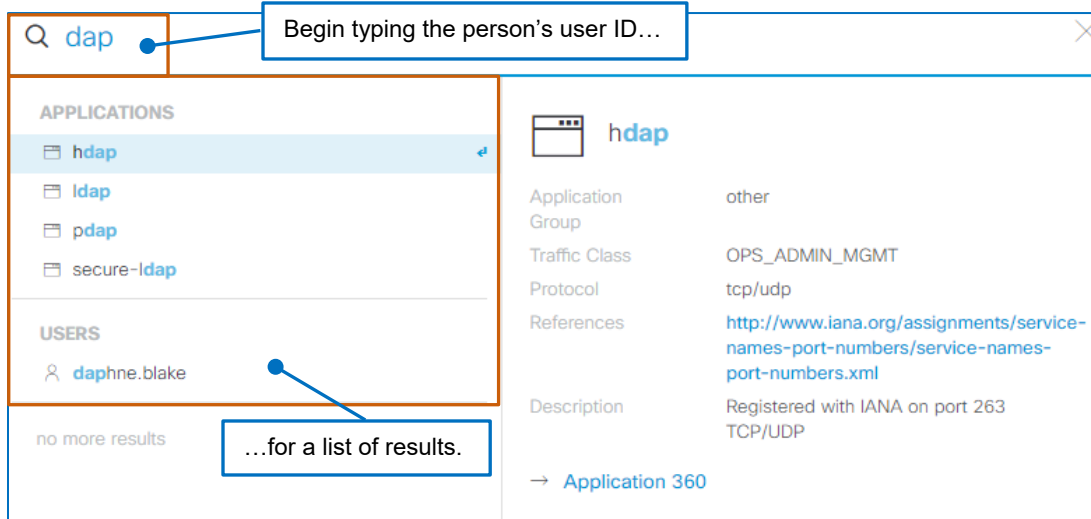 dap
Begin typing the person’s user ID…
APPLICATIONS
hdap
ldap
pdap
secure-ldap
USERS
daphne.blake
no more results
…for a list of results.
hdap
Application Group
other
Traffic Class
OPS_ADMIN_MGMT
Protocol
tcp/udp
References
http://www.iana.org/assignments/service-
names-port-numbers/service-names-
port-numbers.xml
Description
Registered with IANA on port 263
TCP/UDP
→ Application 360